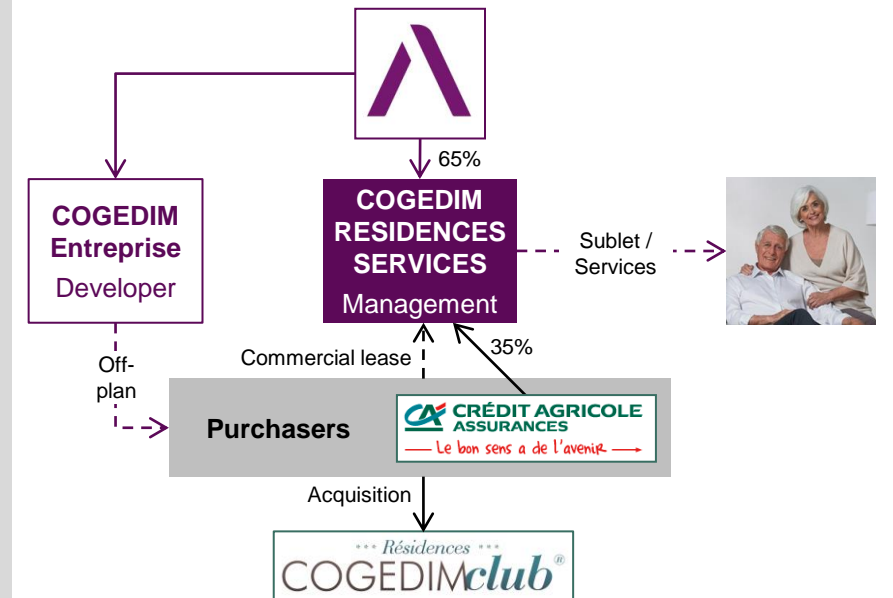 65%
COGEDIM
Entreprise
Developer
COGEDIM
RESIDENCES
SERVICES
Management
Sublet /
Services
Off-
plan
Commercial lease
35%
Purchasers
CA CRÉDIT AGRICOLE
ASSURANCES
Le bon sens a de l'avenir
Acquisition
*** Résidences ***
COGEDIMclub®